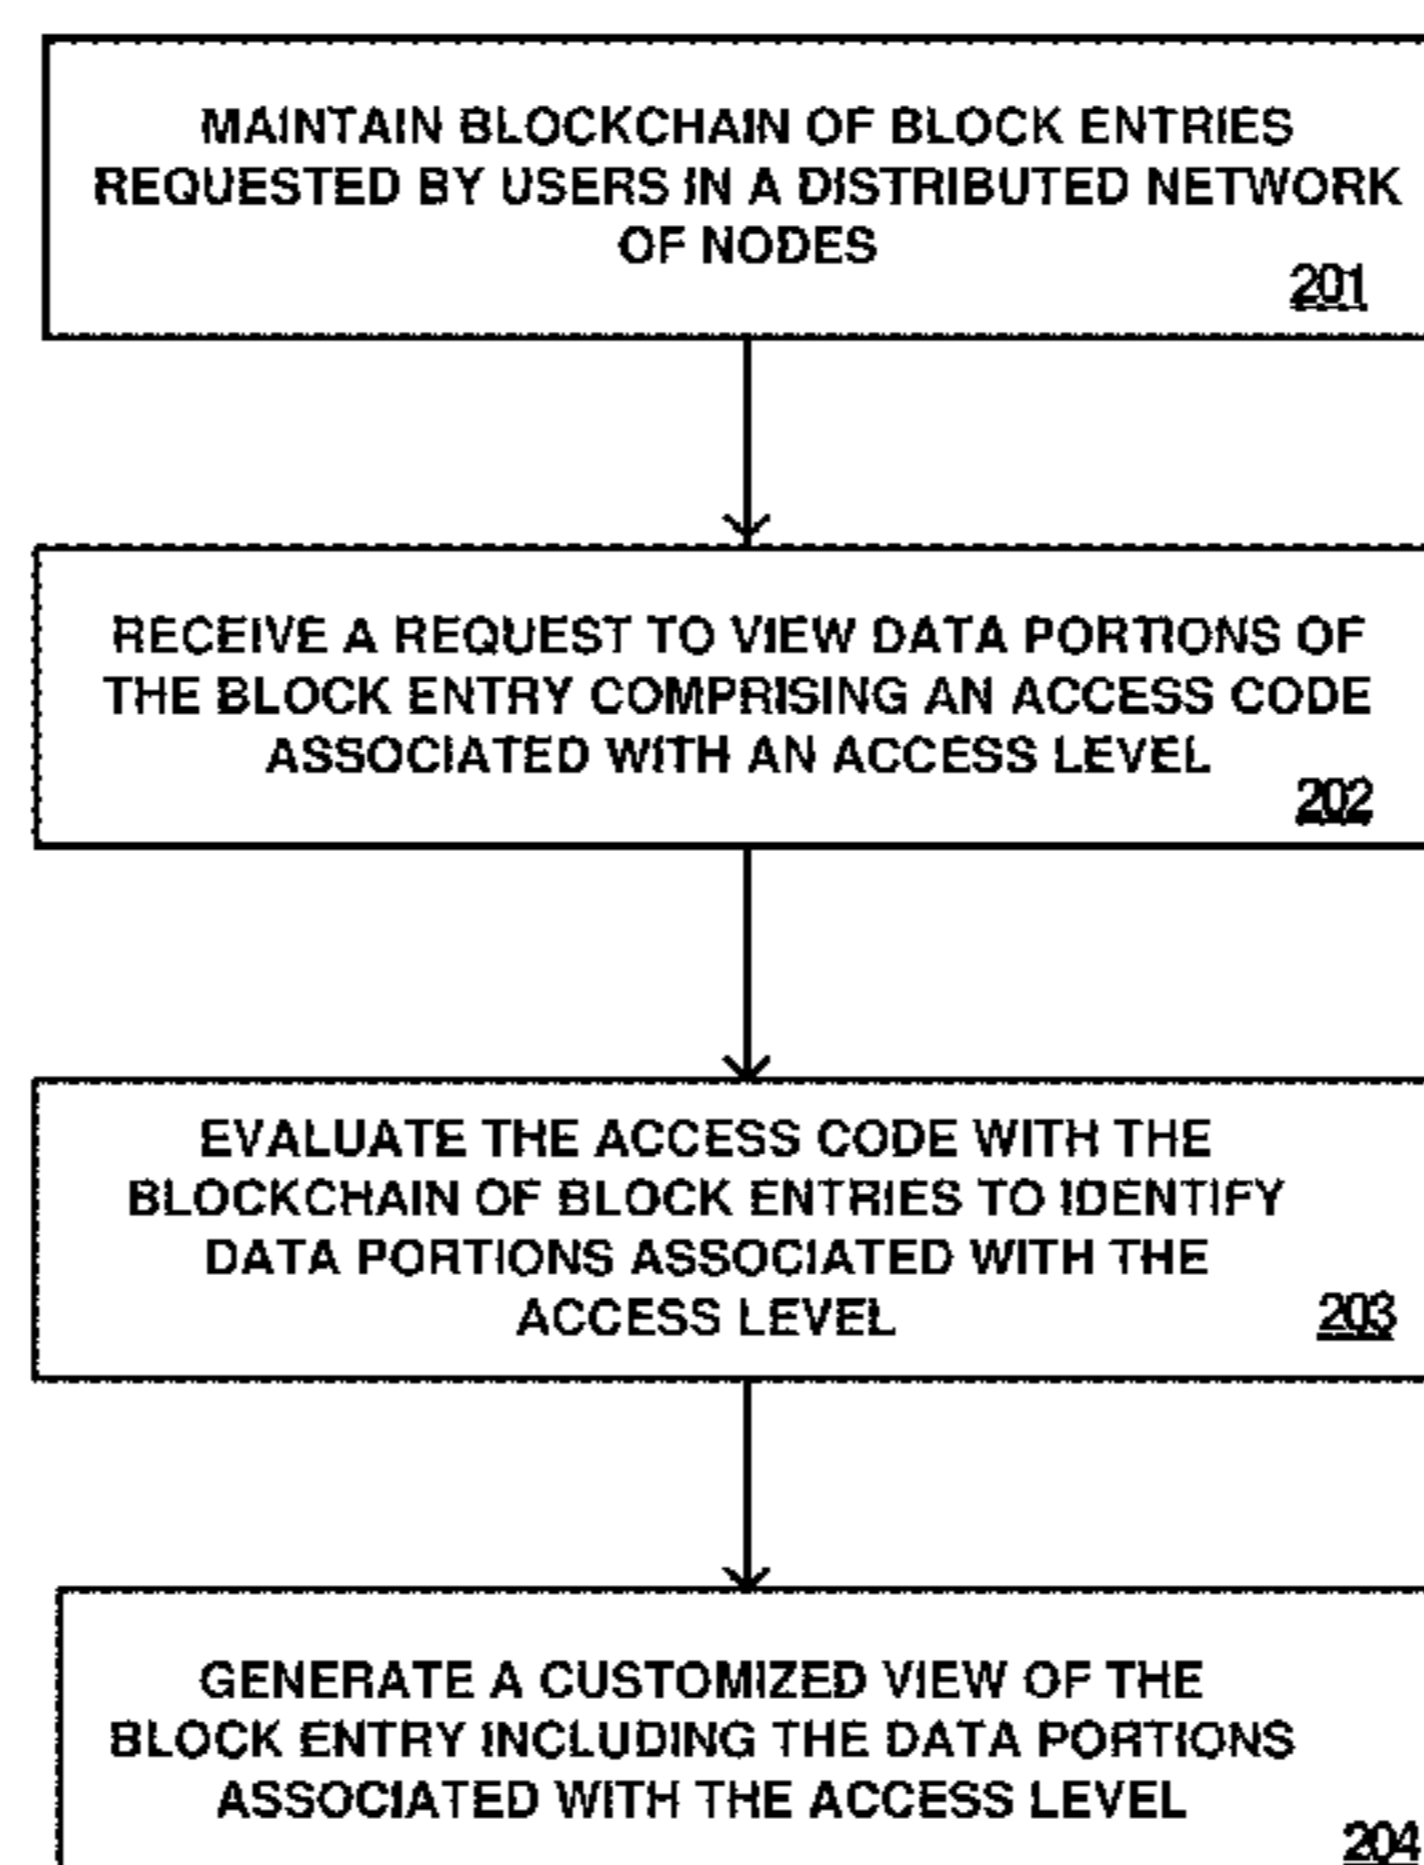 MAINTAIN BLOCKCHAIN OF BLOCK ENTRIES
REQUESTED BY USERS IN A DISTRIBUTED NETWORK
OF NODES
201
RECEIVE A REQUEST TO VIEW DATA PORTIONS OF
THE BLOCK ENTRY COMPRISING AN ACCESS CODE
ASSOCIATED WITH AN ACCESS LEVEL
202
EVALUATE THE ACCESS CODE WITH THE
BLOCKCHAIN OF BLOCK ENTRIES TO IDENTIFY
DATA PORTIONS ASSOCIATED WITH THE
ACCESS LEVEL
203
GENERATE A CUSTOMIZED VIEW OF THE
BLOCK ENTRY INCLUDING THE DATA PORTIONS
ASSOCIATED WITH THE ACCESS LEVEL
204